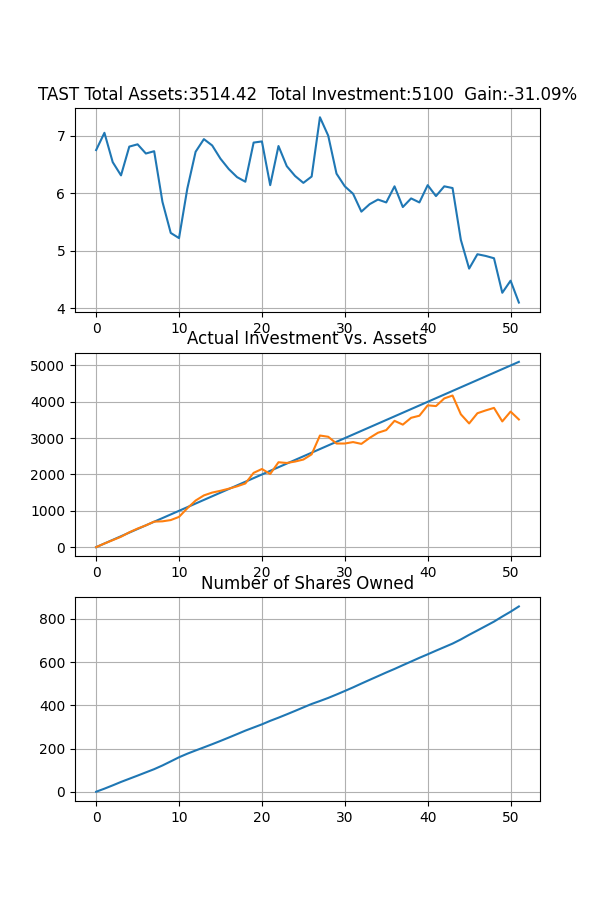 TAST Total Assets:3514.42  Total Investment:5100  Gain:-31.09%
7
6
5
4
0 10 20 30 40 50
Actual Investment vs. Assets
5000
4000
3000
2000
1000
0
0 10 20 30 40 50
Number of Shares Owned
800
600
400
200
0
0 10 20 30 40 50